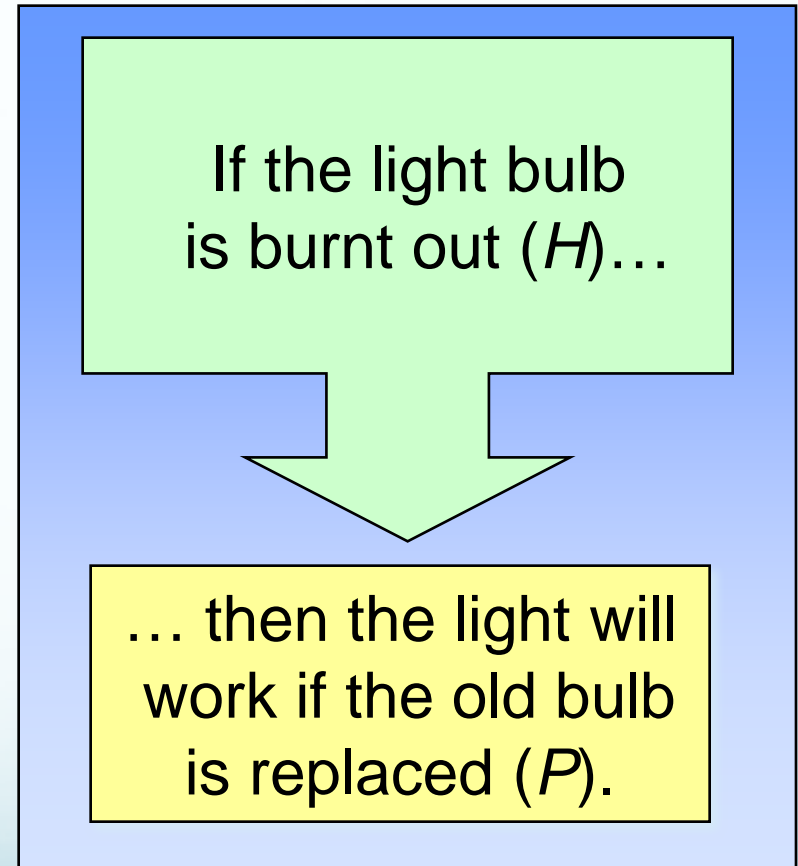 If the light bulb
is burnt out (H)…
… then the light will
work if the old bulb
is replaced (P).